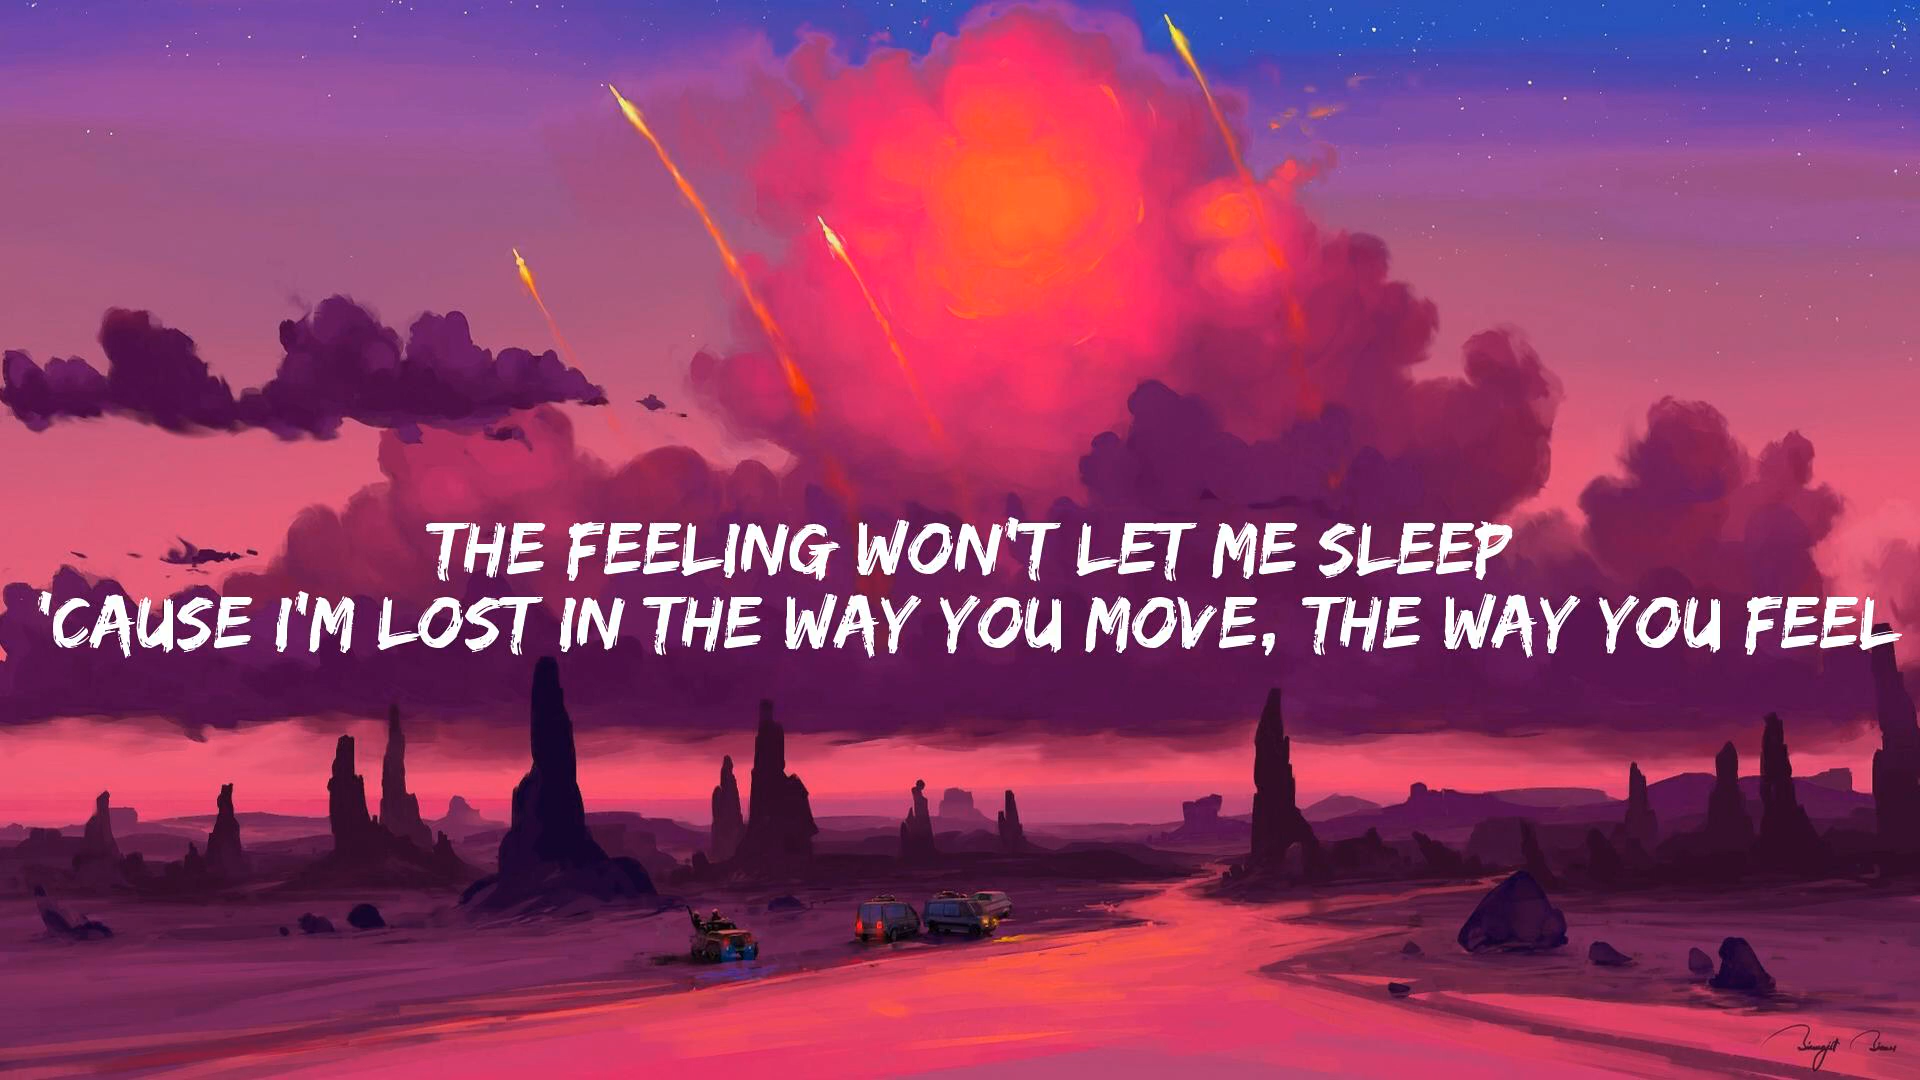 THE FEELING WON'T LET ME SLEEP
'CAUSE I'M LOST IN THE WAY YOU MOVE, THE WAY YOU FEEL